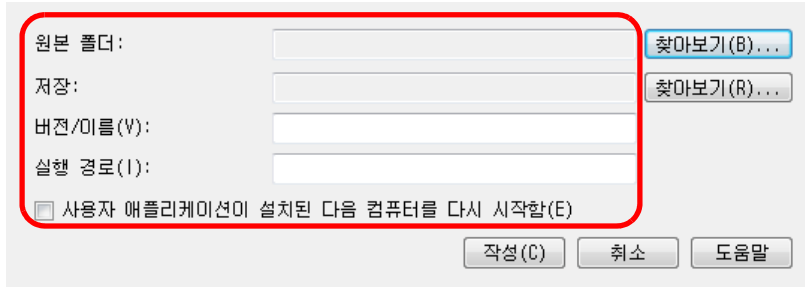 원본 폴더: 찾아보기(B)...
저장: 찾아보기(R)...
버전/이름(V):
실행 경로(I):
사용자 애플리케이션이 설치된 다음 컴퓨터를 다시 시작함(E)
작성(C) 취소 도움말